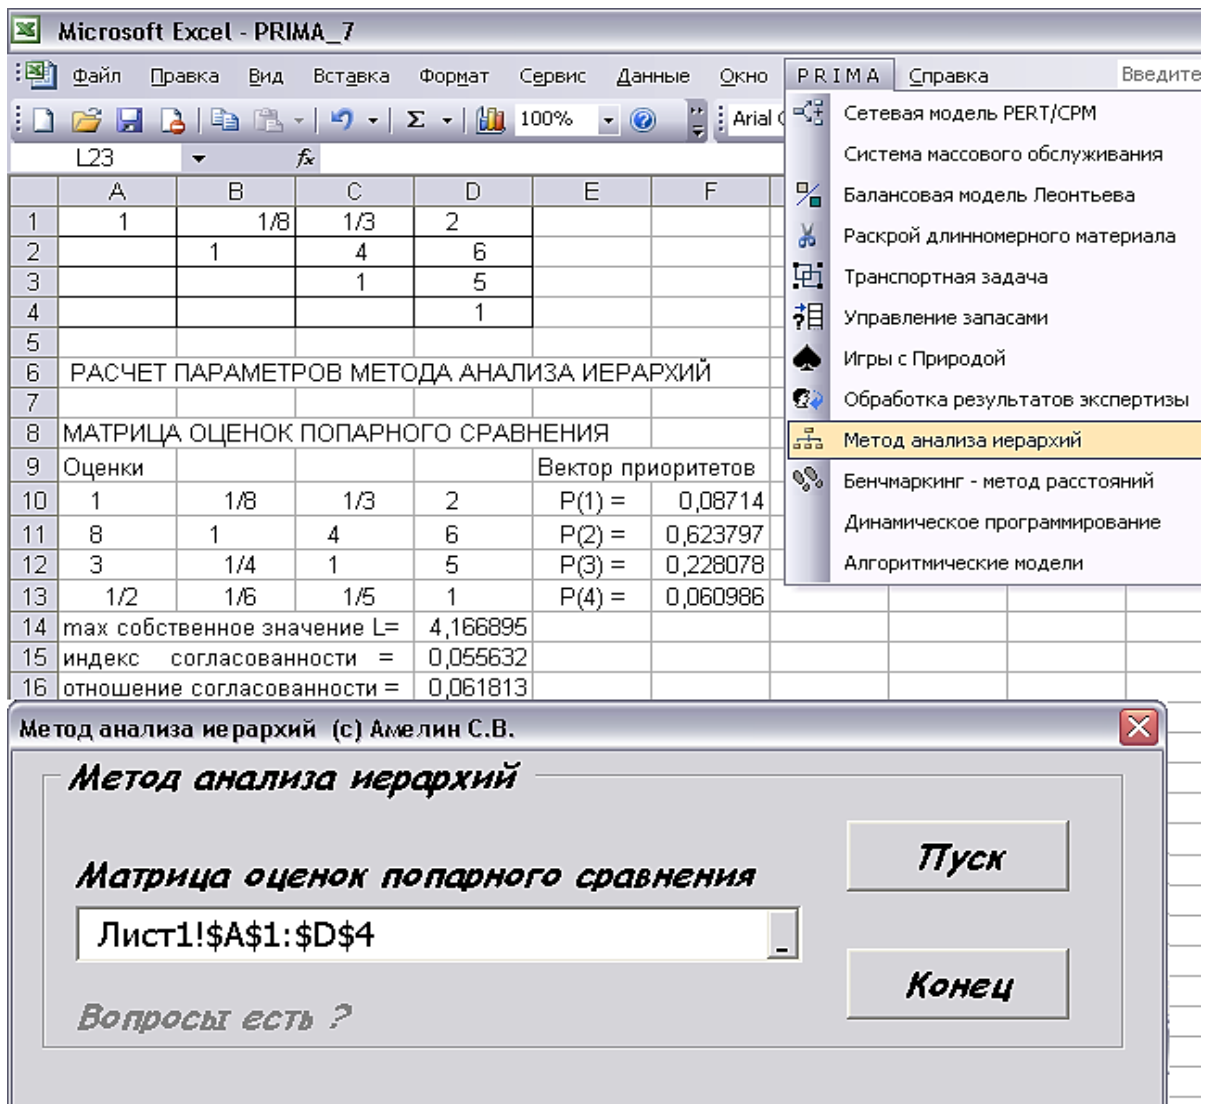 Microsoft Excel - PRIMA_7
Файл Правка Вид Вставка Формат Сервис Данные Окно PRIMA Справка Введите
100% Arial
L23 fx
A B C D E F
1 1 1/8 1/3 2
2 1 4 6
3 1 5
4 1
5
6 РАСЧЕТ ПАРАМЕТРОВ МЕТОДА АНАЛИЗА ИЕРАРХИЙ
7
8 МАТРИЦА ОЦЕНОК ПОПАРНОГО СРАВНЕНИЯ
9 Оценки Вектор приоритетов
10 1 1/8 1/3 2 P(1) = 0,08714
11 8 1 4 6 P(2) = 0,623797
12 3 1/4 1 5 P(3) = 0,228078
13 1/2 1/6 1/5 1 P(4) = 0,060986
14 max собственное значение L= 4,166895
15 индекс согласованности = 0,055632
16 отношение согласованности = 0,061813
Сетевая модель PERT/CPM
Система массового обслуживания
Балансовая модель Леонтьева
Раскрой длинномерного материала
Транспортная задача
Управление запасами
Игры с Природой
Обработка результатов экспертизы
Метод анализа иерархий
Бенчмаркинг - метод расстояний
Динамическое программирование
Алгоритмические модели
Метод анализа иерархий (c) Амелин С.В.
Метод анализа иерархий
Матрица оценок попарного сравнения
Лист1!$A$1:$D$4
Вопросы есть ?
Пуск
Конец